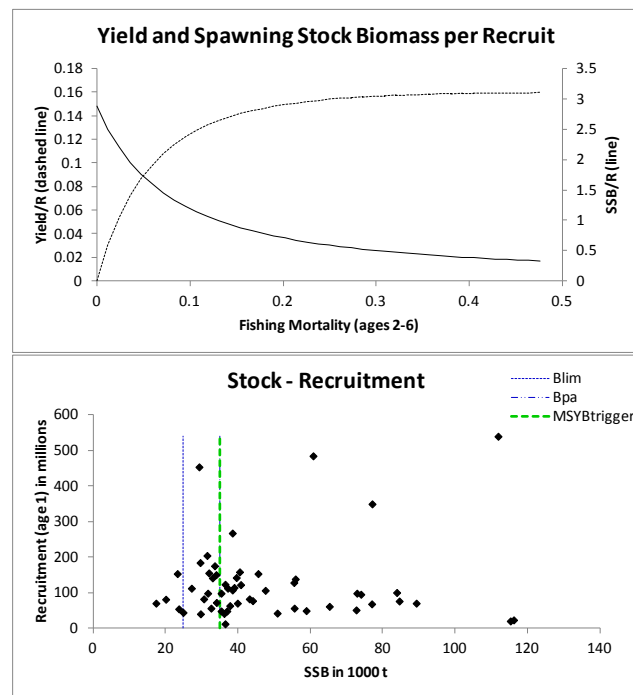 Yield and Spawning Stock Biomass per Recruit
0.18
0.16
0.14
0.12
0.1
0.08
0.06
0.04
0.02
0
Yield/R (dashed line)
3.5
3
2.5
2
1.5
1
0.5
0
SSB/R (line)
0 0.1 0.2 0.3 0.4 0.5
Fishing Mortality (ages 2-6)
Stock - Recruitment
Blim
Bpa
MSYBtrigger
600
500
400
300
200
100
0
Recruitment (age 1) in millions
0 20 40 60 80 100 120 140
SSB in 1000 t